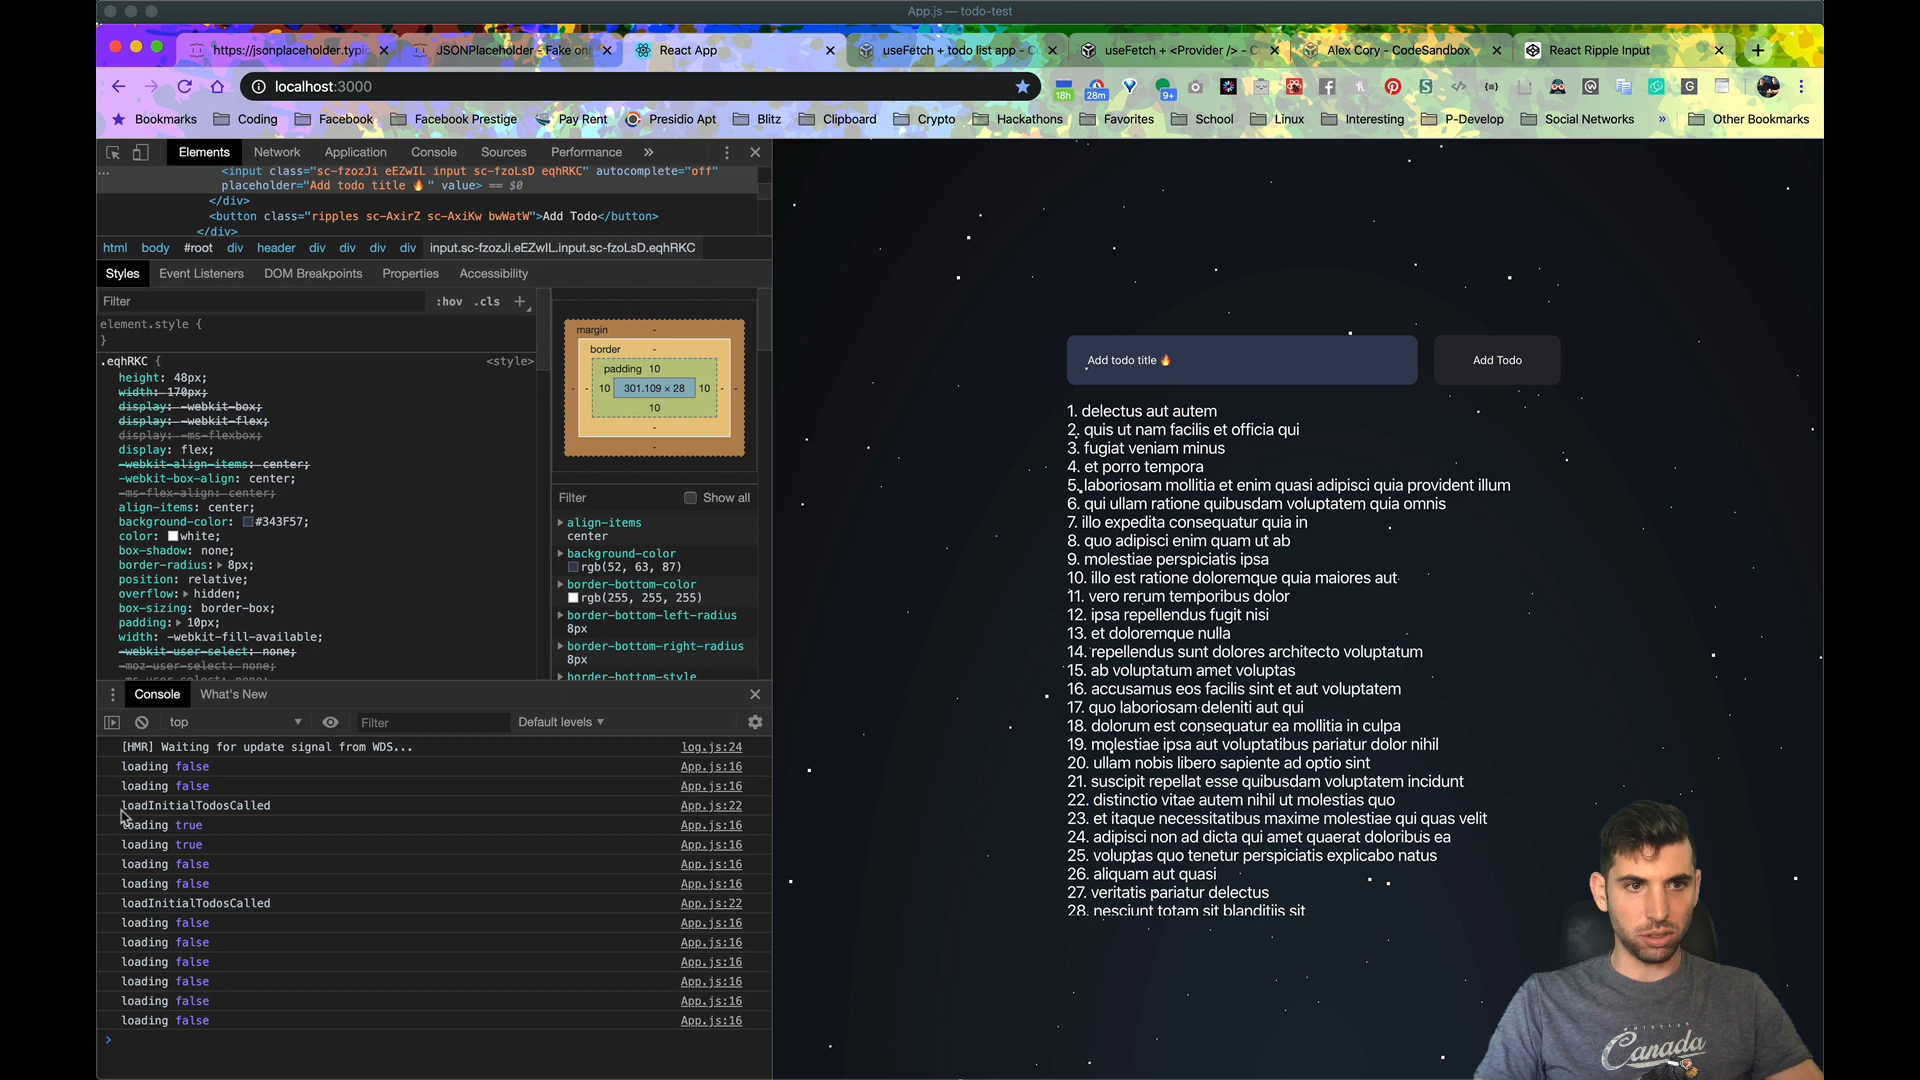 App.js — todo-test
https://jsonplaceholder.typic
JSONPlaceholder - Fake onl
React App
useFetch + todo list app - C
useFetch + <Provider /> - C
Alex Cory - CodeSandbox
React Ripple Input
localhost:3000
18h
28m
9+
Bookmarks
Coding
Facebook
Facebook Prestige
Pay Rent
Presidio Apt
Blitz
Clipboard
Crypto
Hackathons
Favorites
School
Linux
Interesting
P-Develop
Social Networks
»
Other Bookmarks
Elements
Network
Application
Console
Sources
Performance
»
<input class="sc-fzozJi eEZwIL input sc-fzoLsD eqhRKC" autocomplete="off"
placeholder="Add todo title 🔥" value> == $0
</div>
<button class="ripples sc-AxirZ sc-AxiKw bwWatW">Add Todo</button>
</div>
html body #root div header div div div div input.sc-fzozJi.eEZwIL.input.sc-fzoLsD.eqhRKC
Styles
Event Listeners
DOM Breakpoints
Properties
Accessibility
Filter
:hov .cls +
element.style {
}
.eqhRKC {
<style>
height: 48px;
width: 170px;
display: -webkit-box;
display: -webkit-flex;
display: -ms-flexbox;
display: flex;
-webkit-align-items: center;
-webkit-box-align: center;
-ms-flex-align: center;
align-items: center;
background-color: #343F57;
color: white;
box-shadow: none;
border-radius: 8px;
position: relative;
overflow: hidden;
box-sizing: border-box;
padding: 10px;
width: -webkit-fill-available;
-webkit-user-select: none;
-moz-user-select: none;
-ms-user-select: none;
margin -
border -
padding 10
- - 10 301.109 × 28 10 - -
10
-
-
Filter
Show all
align-items
center
background-color
rgb(52, 63, 87)
border-bottom-color
rgb(255, 255, 255)
border-bottom-left-radius
8px
border-bottom-right-radius
8px
border-bottom-style
Console
What's New
top
Filter
Default levels
[HMR] Waiting for update signal from WDS... log.js:24
loading false App.js:16
loading false App.js:16
loadInitialTodosCalled App.js:22
loading true App.js:16
loading true App.js:16
loading false App.js:16
loading false App.js:16
loadInitialTodosCalled App.js:22
loading false App.js:16
loading false App.js:16
loading false App.js:16
loading false App.js:16
loading false App.js:16
loading false App.js:16
Add todo title 🔥
Add Todo
1. delectus aut autem
2. quis ut nam facilis et officia qui
3. fugiat veniam minus
4. et porro tempora
5. laboriosam mollitia et enim quasi adipisci quia provident illum
6. qui ullam ratione quibusdam voluptatem quia omnis
7. illo expedita consequatur quia in
8. quo adipisci enim quam ut ab
9. molestiae perspiciatis ipsa
10. illo est ratione doloremque quia maiores aut
11. vero rerum temporibus dolor
12. ipsa repellendus fugit nisi
13. et doloremque nulla
14. repellendus sunt dolores architecto voluptatum
15. ab voluptatum amet voluptas
16. accusamus eos facilis sint et aut voluptatem
17. quo laboriosam deleniti aut qui
18. dolorum est consequatur ea mollitia in culpa
19. molestiae ipsa aut voluptatibus pariatur dolor nihil
20. ullam nobis libero sapiente ad optio sint
21. suscipit repellat esse quibusdam voluptatem incidunt
22. distinctio vitae autem nihil ut molestias quo
23. et itaque necessitatibus maxime molestiae qui quas velit
24. adipisci non ad dicta qui amet quaerat doloribus ea
25. voluptas quo tenetur perspiciatis explicabo natus
26. aliquam aut quasi
27. veritatis pariatur delectus
28. nesciunt totam sit blanditiis sit
WHISTLER
Canada